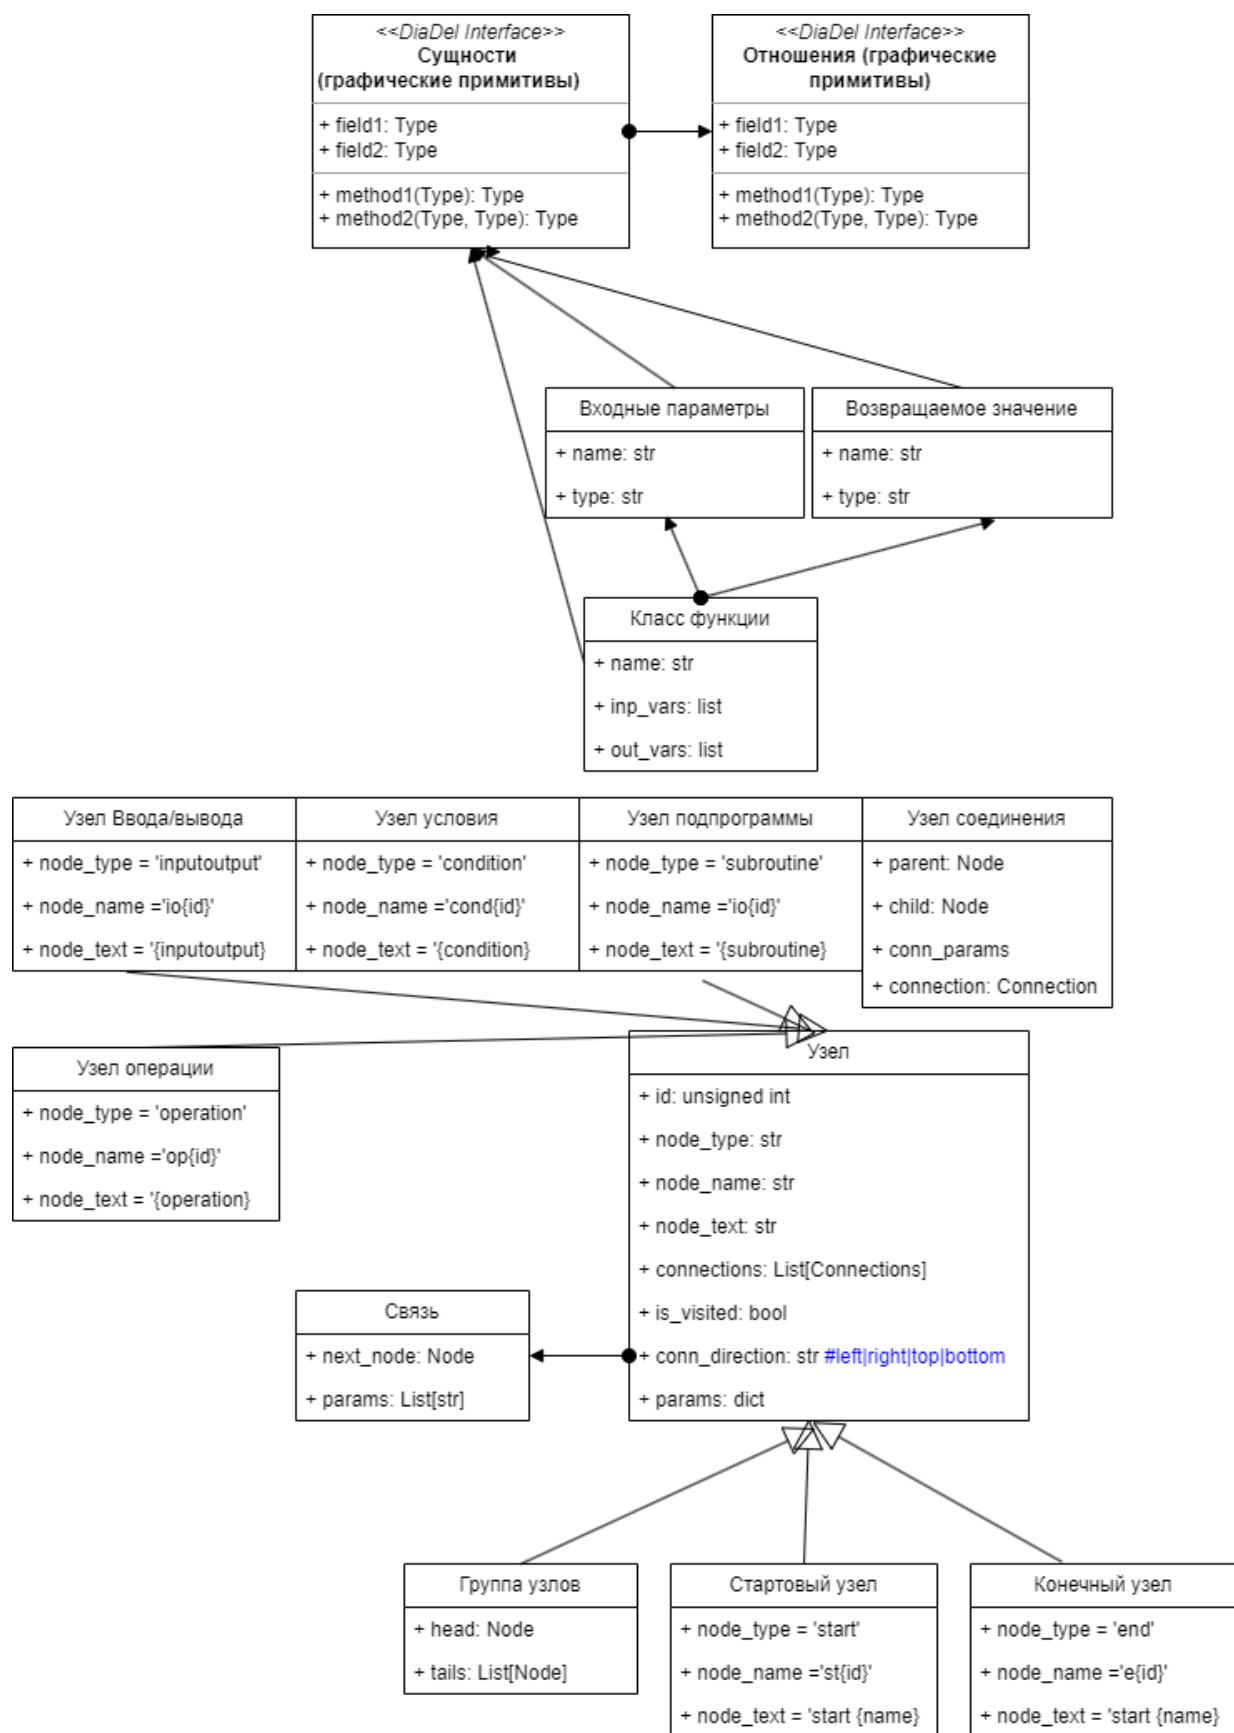 <<DiaDel Interface>>
Сущности
(графические примитивы)
+ field1: Type
+ field2: Type
+ method1(Type): Type
+ method2(Type, Type): Type
<<DiaDel Interface>>
Отношения (графические
примитивы)
+ field1: Type
+ field2: Type
+ method1(Type): Type
+ method2(Type, Type): Type
Входные параметры
+ name: str
+ type: str
Возвращаемое значение
+ name: str
+ type: str
Класс функции
+ name: str
+ inp_vars: list
+ out_vars: list
Узел Ввода/вывода
+ node_type = 'inputoutput'
+ node_name ='io{id}'
+ node_text = '{inputoutput}
Узел условия
+ node_type = 'condition'
+ node_name ='cond{id}'
+ node_text = '{condition}
Узел подпрограммы
+ node_type = 'subroutine'
+ node_name ='io{id}'
+ node_text = '{subroutine}
Узел соединения
+ parent: Node
+ child: Node
+ conn_params
+ connection: Connection
Узел операции
+ node_type = 'operation'
+ node_name ='op{id}'
+ node_text = '{operation}
Узел
+ id: unsigned int
+ node_type: str
+ node_name: str
+ node_text: str
+ connections: List[Connections]
+ is_visited: bool
+ conn_direction: str #left|right|top|bottom
+ params: dict
Связь
+ next_node: Node
+ params: List[str]
Группа узлов
+ head: Node
+ tails: List[Node]
Стартовый узел
+ node_type = 'start'
+ node_name ='st{id}'
+ node_text = 'start {name}
Конечный узел
+ node_type = 'end'
+ node_name ='e{id}'
+ node_text = 'start {name}